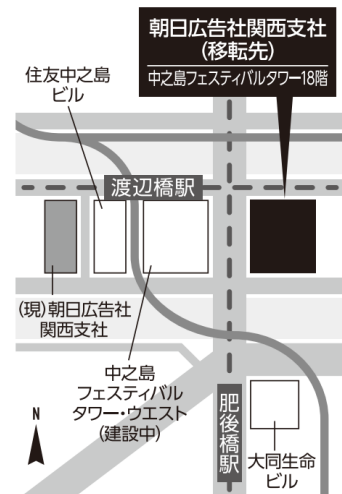 朝日広告社関西支社
(移転先)
中之島フェスティバルタワー18階
住友中之島
ビル
渡辺橋駅
(現)朝日広告社
関西支社
中之島
フェスティバル
タワー・ウエスト
(建設中)
肥後橋駅
大同生命
ビル
N